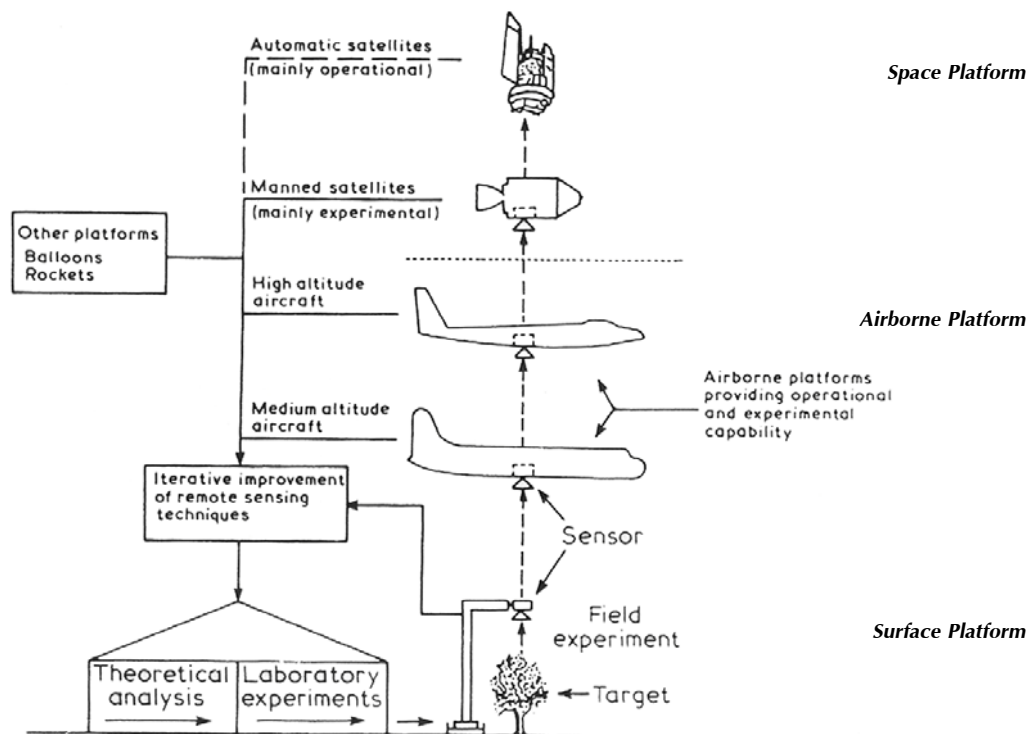 Automatic satellites
(mainly operational)
Space Platform
Manned satellites
(mainly experimental)
Other platforms
Balloons
Rockets
High altitude
aircraft
Airborne Platform
Airborne platforms
providing operational
and experimental
capability
Medium altitude
aircraft
Iterative improvement
of remote sensing
techniques
Sensor
Field
experiment
Surface Platform
Theoretical
analysis
Laboratory
experiments
Target